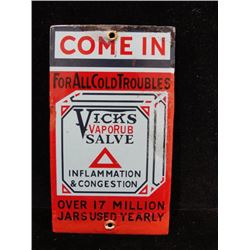 COME IN
FOR ALL COLD TROUBLES
VICKS
VAPORUB
SALVE
INFLAMMATION
& CONGESTION
OVER 17 MILLION
JARS USED YEARLY